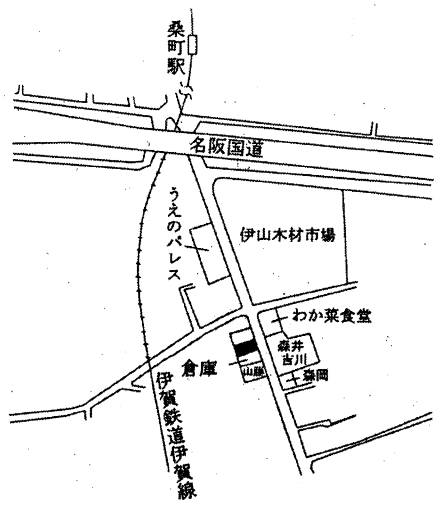 桑町駅
名阪国道
うえのパレス
伊山木材市場
わか菜食堂
森井
吉川
倉庫
山藤
森岡
伊賀鉄道伊賀線